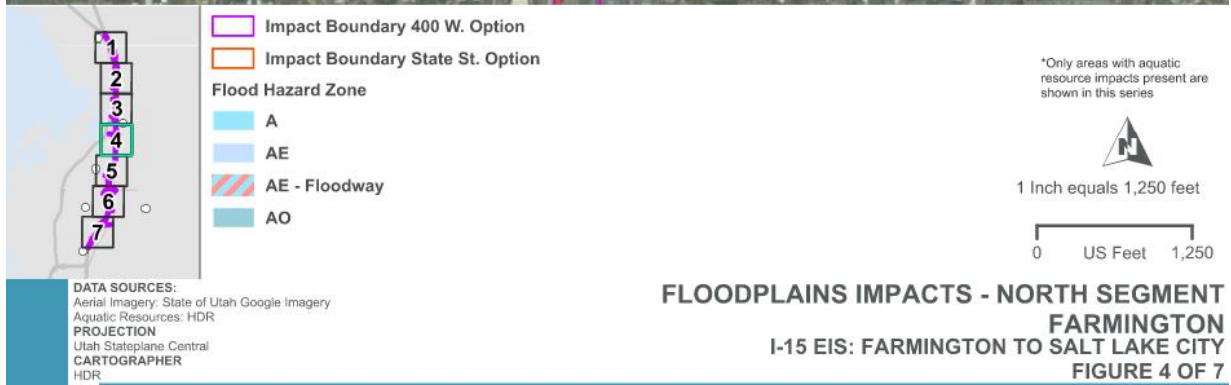 1
2
3
4
5
6
7
Impact Boundary 400 W. Option
Impact Boundary State St. Option
Flood Hazard Zone
A
AE
AE - Floodway
AO
*Only areas with aquatic
resource impacts present are
shown in this series
N
1 Inch equals 1,250 feet
0 US Feet 1,250
DATA SOURCES:
Aerial Imagery: State of Utah Google Imagery
Aquatic Resources: HDR
PROJECTION
Utah Stateplane Central
CARTOGRAPHER
HDR
FLOODPLAINS IMPACTS - NORTH SEGMENT
FARMINGTON
I-15 EIS: FARMINGTON TO SALT LAKE CITY
FIGURE 4 OF 7